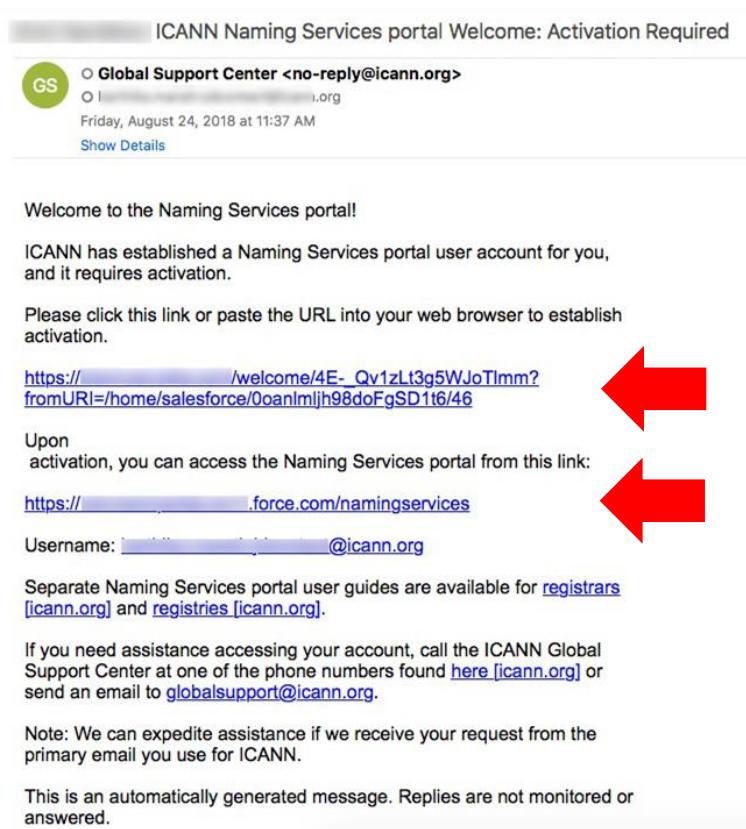 ICANN Naming Services portal Welcome: Activation Required
GS
Global Support Center <no-reply@icann.org>
.org
Friday, August 24, 2018 at 11:37 AM
Show Details
Welcome to the Naming Services portal!
ICANN has established a Naming Services portal user account for you,
and it requires activation.
Please click this link or paste the URL into your web browser to establish
activation.
https:// /welcome/4E-_Qv1zLt3g5WJoTlmm?
fromURI=/home/salesforce/0oanlmljh98doFgSD1t6/46
Upon
activation, you can access the Naming Services portal from this link:
https:// .force.com/namingservices
Username: @icann.org
Separate Naming Services portal user guides are available for registrars
[icann.org] and registries [icann.org].
If you need assistance accessing your account, call the ICANN Global
Support Center at one of the phone numbers found here [icann.org] or
send an email to globalsupport@icann.org.
Note: We can expedite assistance if we receive your request from the
primary email you use for ICANN.
This is an automatically generated message. Replies are not monitored or
answered.